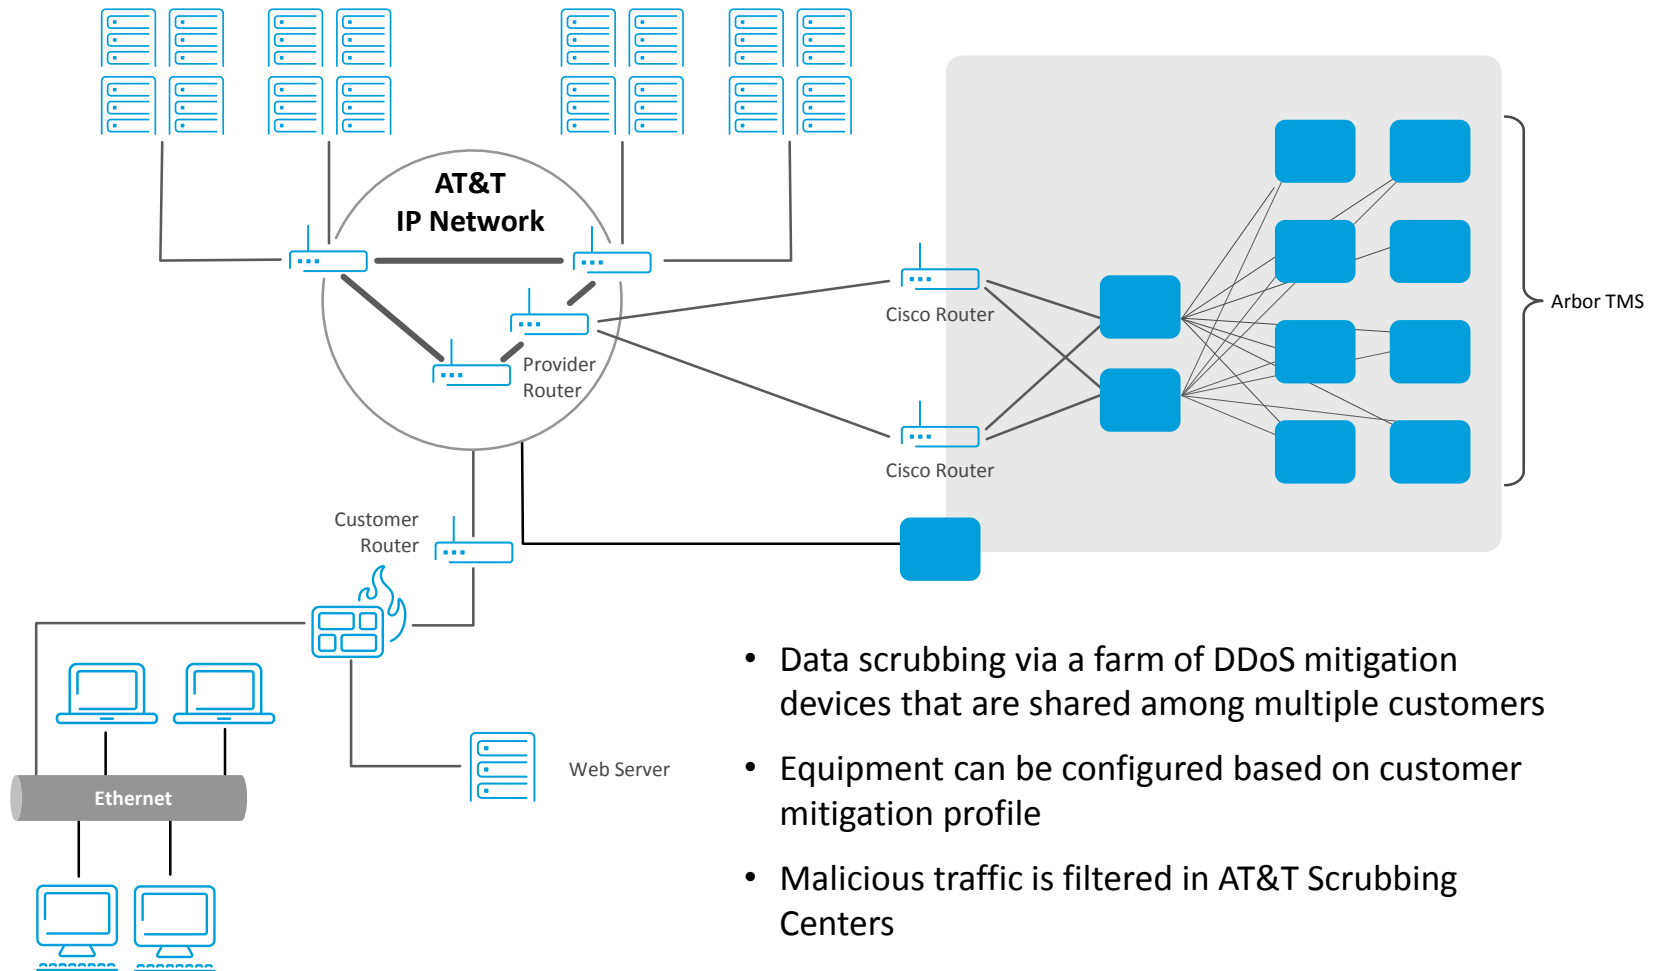 AT&T
IP Network
Provider
Router
Cisco Router
Cisco Router
Arbor TMS
Customer
Router
Ethernet
Web Server
• Data scrubbing via a farm of DDoS mitigation
devices that are shared among multiple customers
• Equipment can be configured based on customer
mitigation profile
• Malicious traffic is filtered in AT&T Scrubbing
Centers